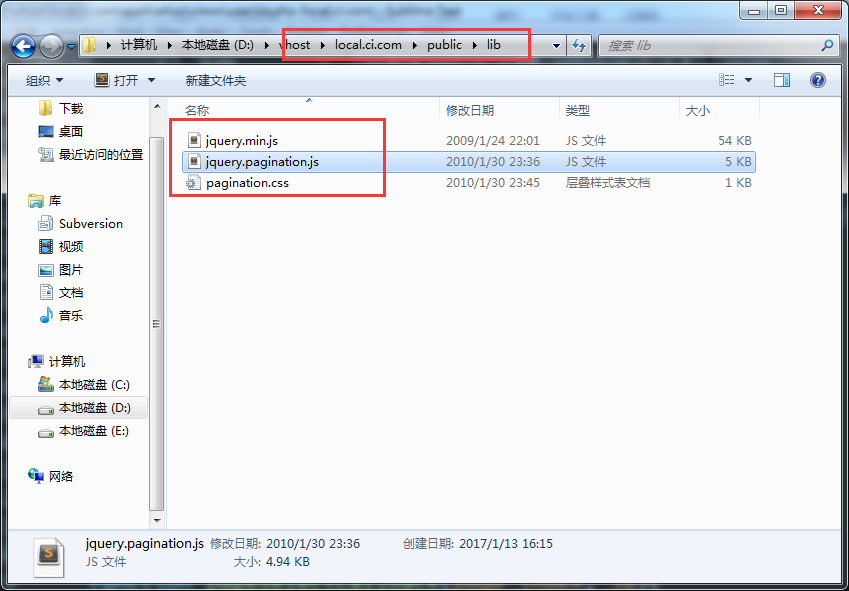 计算机 本地磁盘 (D:) vhost local.ci.com public lib 搜索 lib
组织 打开 新建文件夹
名称 修改日期 类型 大小
下载
桌面
最近访问的位置
库
Subversion
视频
图片
文档
音乐
计算机
本地磁盘 (C:)
本地磁盘 (D:)
本地磁盘 (E:)
网络
jquery.min.js 2009/1/24 22:01 JS 文件 54 KB
jquery.pagination.js 2010/1/30 23:36 JS 文件 5 KB
pagination.css 2010/1/30 23:45 层叠样式表文档 1 KB
jquery.pagination.js 修改日期: 2010/1/30 23:36 创建日期: 2017/1/13 16:15
JS 文件 大小: 4.94 KB